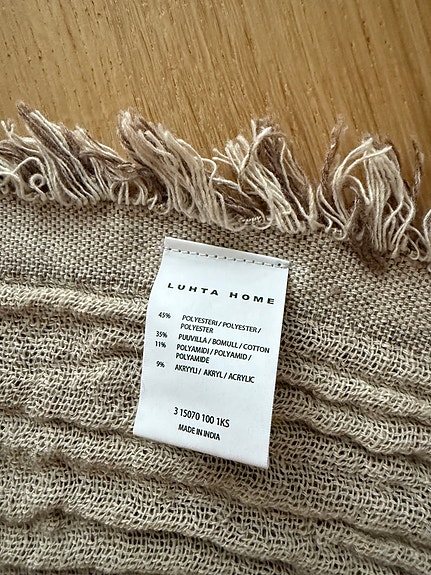 LUHTA HOME
45% POLYESTERI / POLYESTER /
POLYESTER
35% PUUVILLA / BOMULL / COTTON
11% POLYAMIDI / POLYAMID /
POLYAMIDE
9% AKRYYLI / AKRYL / ACRYLIC
3 15070 100 1KS
MADE IN INDIA